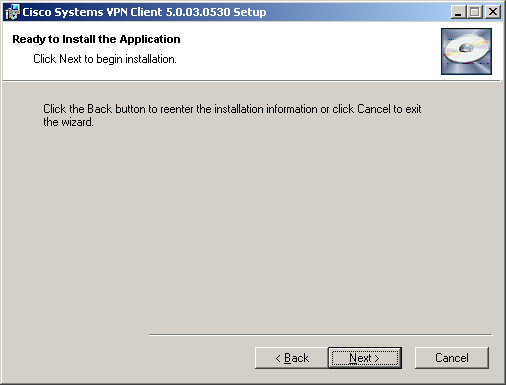 Cisco Systems VPN Client 5.0.03.0530 Setup
Ready to Install the Application
Click Next to begin installation.
Click the Back button to reenter the installation information or click Cancel to exit
the wizard.
< Back
Next >
Cancel